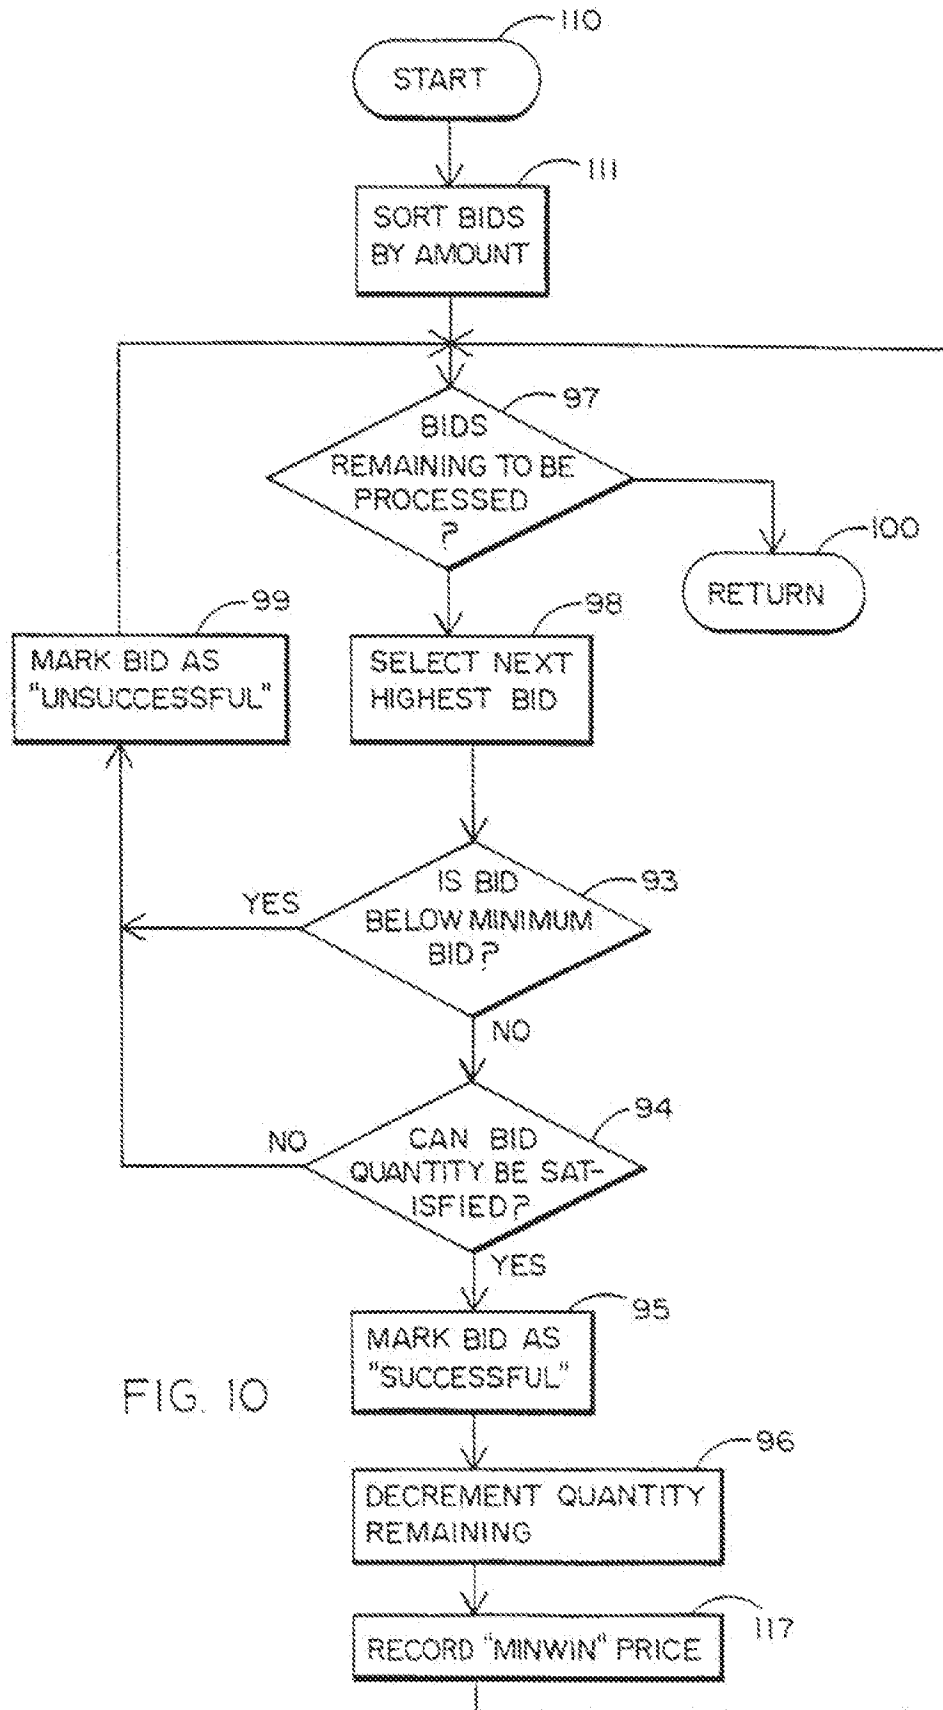 110
START
111
SORT BIDS
BY AMOUNT
97
BIDS
REMAINING TO BE
PROCESSED
?
100
RETURN
99
MARK BID AS
"UNSUCCESSFUL"
98
SELECT NEXT
HIGHEST BID
93
IS BID
BELOW MINIMUM
BID?
YES
NO
94
CAN BID
QUANTITY BE SAT-
ISFIED?
NO
YES
95
MARK BID AS
"SUCCESSFUL"
FIG. 10
96
DECREMENT QUANTITY
REMAINING
117
RECORD "MINWIN" PRICE